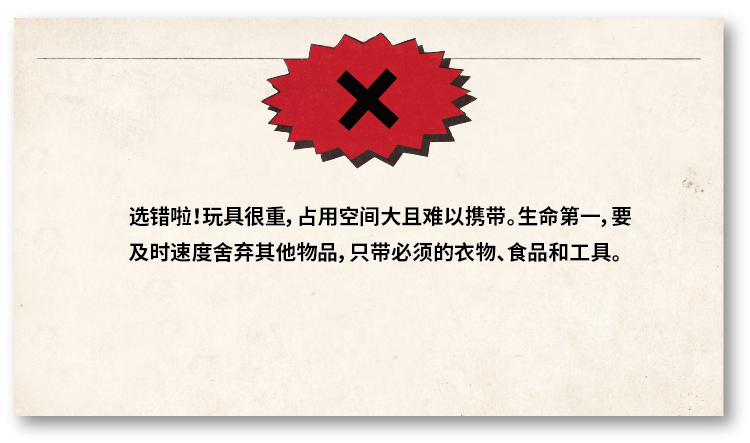 选错啦！玩具很重，占用空间大且难以携带。生命第一，要
及时速度舍弃其他物品，只带必须的衣物、食品和工具。